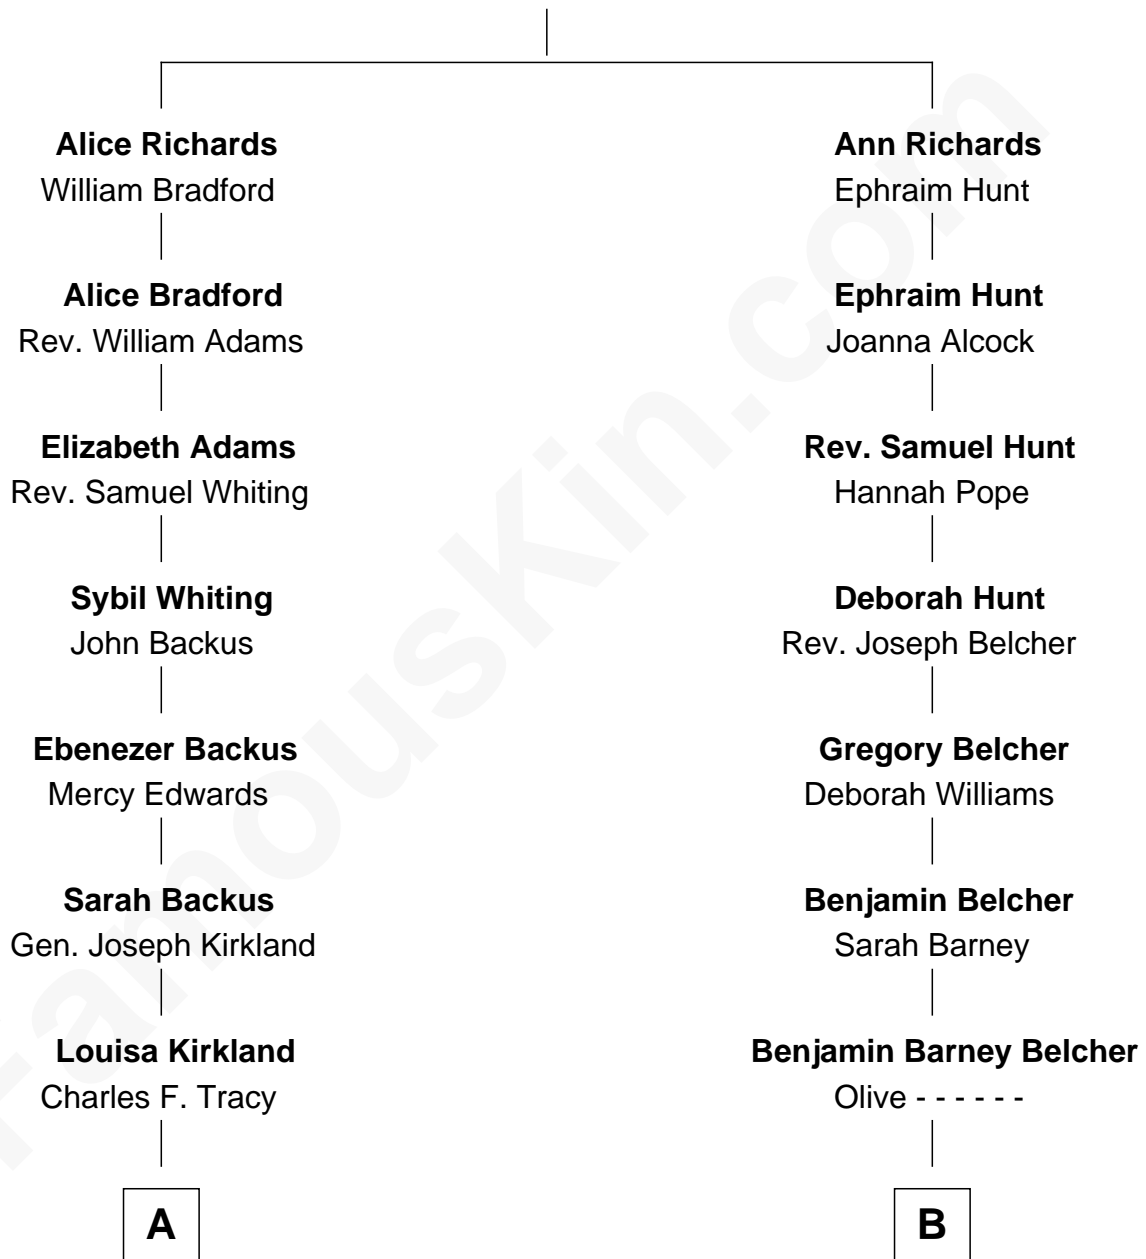 Alice Richards
William Bradford
Ann Richards
Ephraim Hunt
Alice Bradford
Rev. William Adams
Ephraim Hunt
Joanna Alcock
Elizabeth Adams
Rev. Samuel Whiting
Rev. Samuel Hunt
Hannah Pope
Sybil Whiting
John Backus
Deborah Hunt
Rev. Joseph Belcher
Ebenezer Backus
Mercy Edwards
Gregory Belcher
Deborah Williams
Sarah Backus
Gen. Joseph Kirkland
Benjamin Belcher
Sarah Barney
Louisa Kirkland
Charles F. Tracy
Benjamin Barney Belcher
Olive - - - - - -
A
B
FamousKin.com